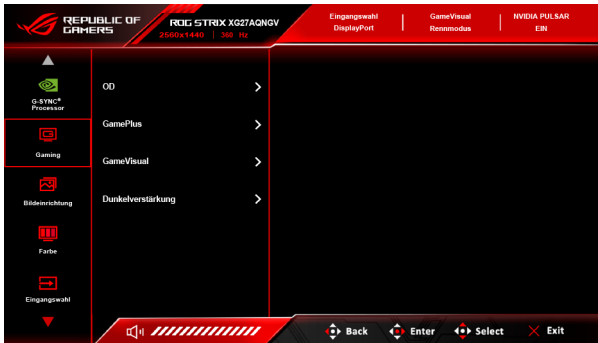 REPUBLIC OF
GAMERS
ROG STRIX XG27AQNGV
2560x1440 | 360 Hz
Eingangswahl
DisplayPort
GameVisual
Rennmodus
NVIDIA PULSAR
EIN
G-SYNC®
Processor
Gaming
Bildeinrichtung
Farbe
Eingangswahl
OD
GamePlus
GameVisual
Dunkelverstärkung
Back
Enter
Select
Exit